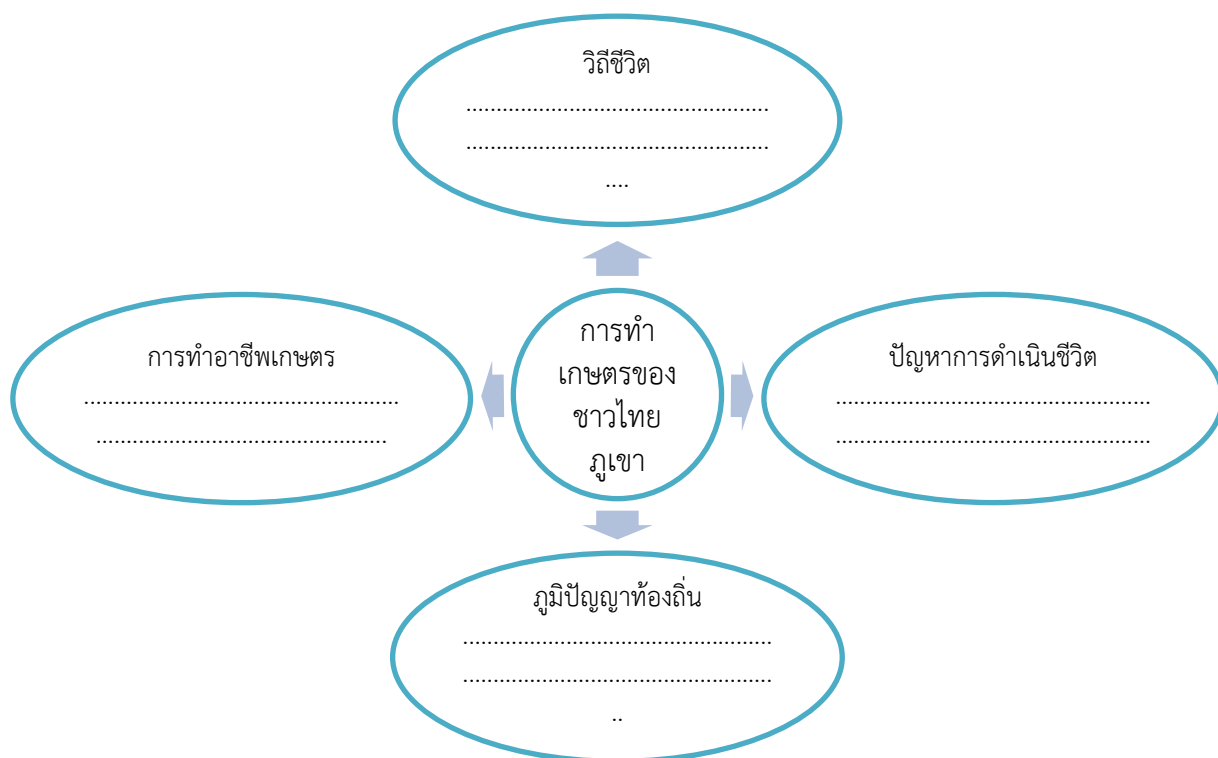 วิถีชีวิต
....................................................
....................................................
....
การทำอาชีพเกษตร
......................................................
..................................................
การทำ
เกษตรของ
ชาวไทย
ภูเขา
ปัญหาการดำเนินชีวิต
......................................................
......................................................
ภูมิปัญญาท้องถิ่น
.....................................................
.....................................................
..